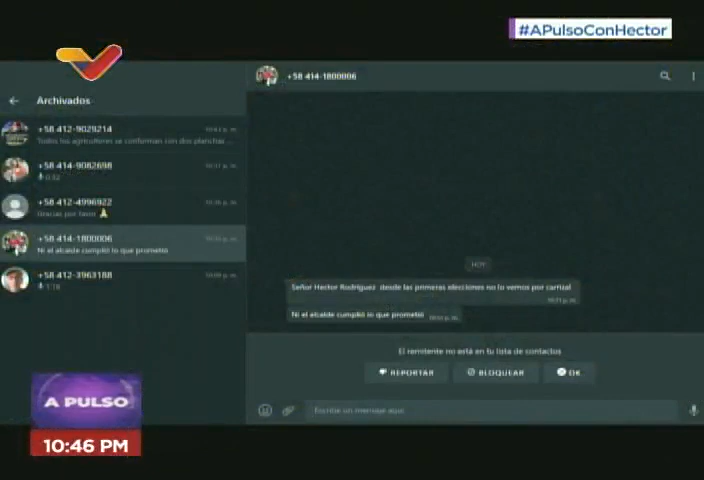 #APulsoConHector
Archivados
+58 414-1800006
+58 412-9029214
Todos los agricultores se conforman con dos planchas ...
+58 414-9082698
0:32
+58 412-4996922
Gracias por favor 🙏
+58 414-1800006
Ni el alcalde cumplió lo que prometió
+58 412-3963188
1:18
HOY
Señor Hector Rodríguez desde las primeras elecciones no lo vemos por carrizal
Ni el alcalde cumplió lo que prometió
El remitente no está en tu lista de contactos
REPORTAR
BLOQUEAR
OK
Escribe un mensaje aquí
A PULSO
10:46 PM